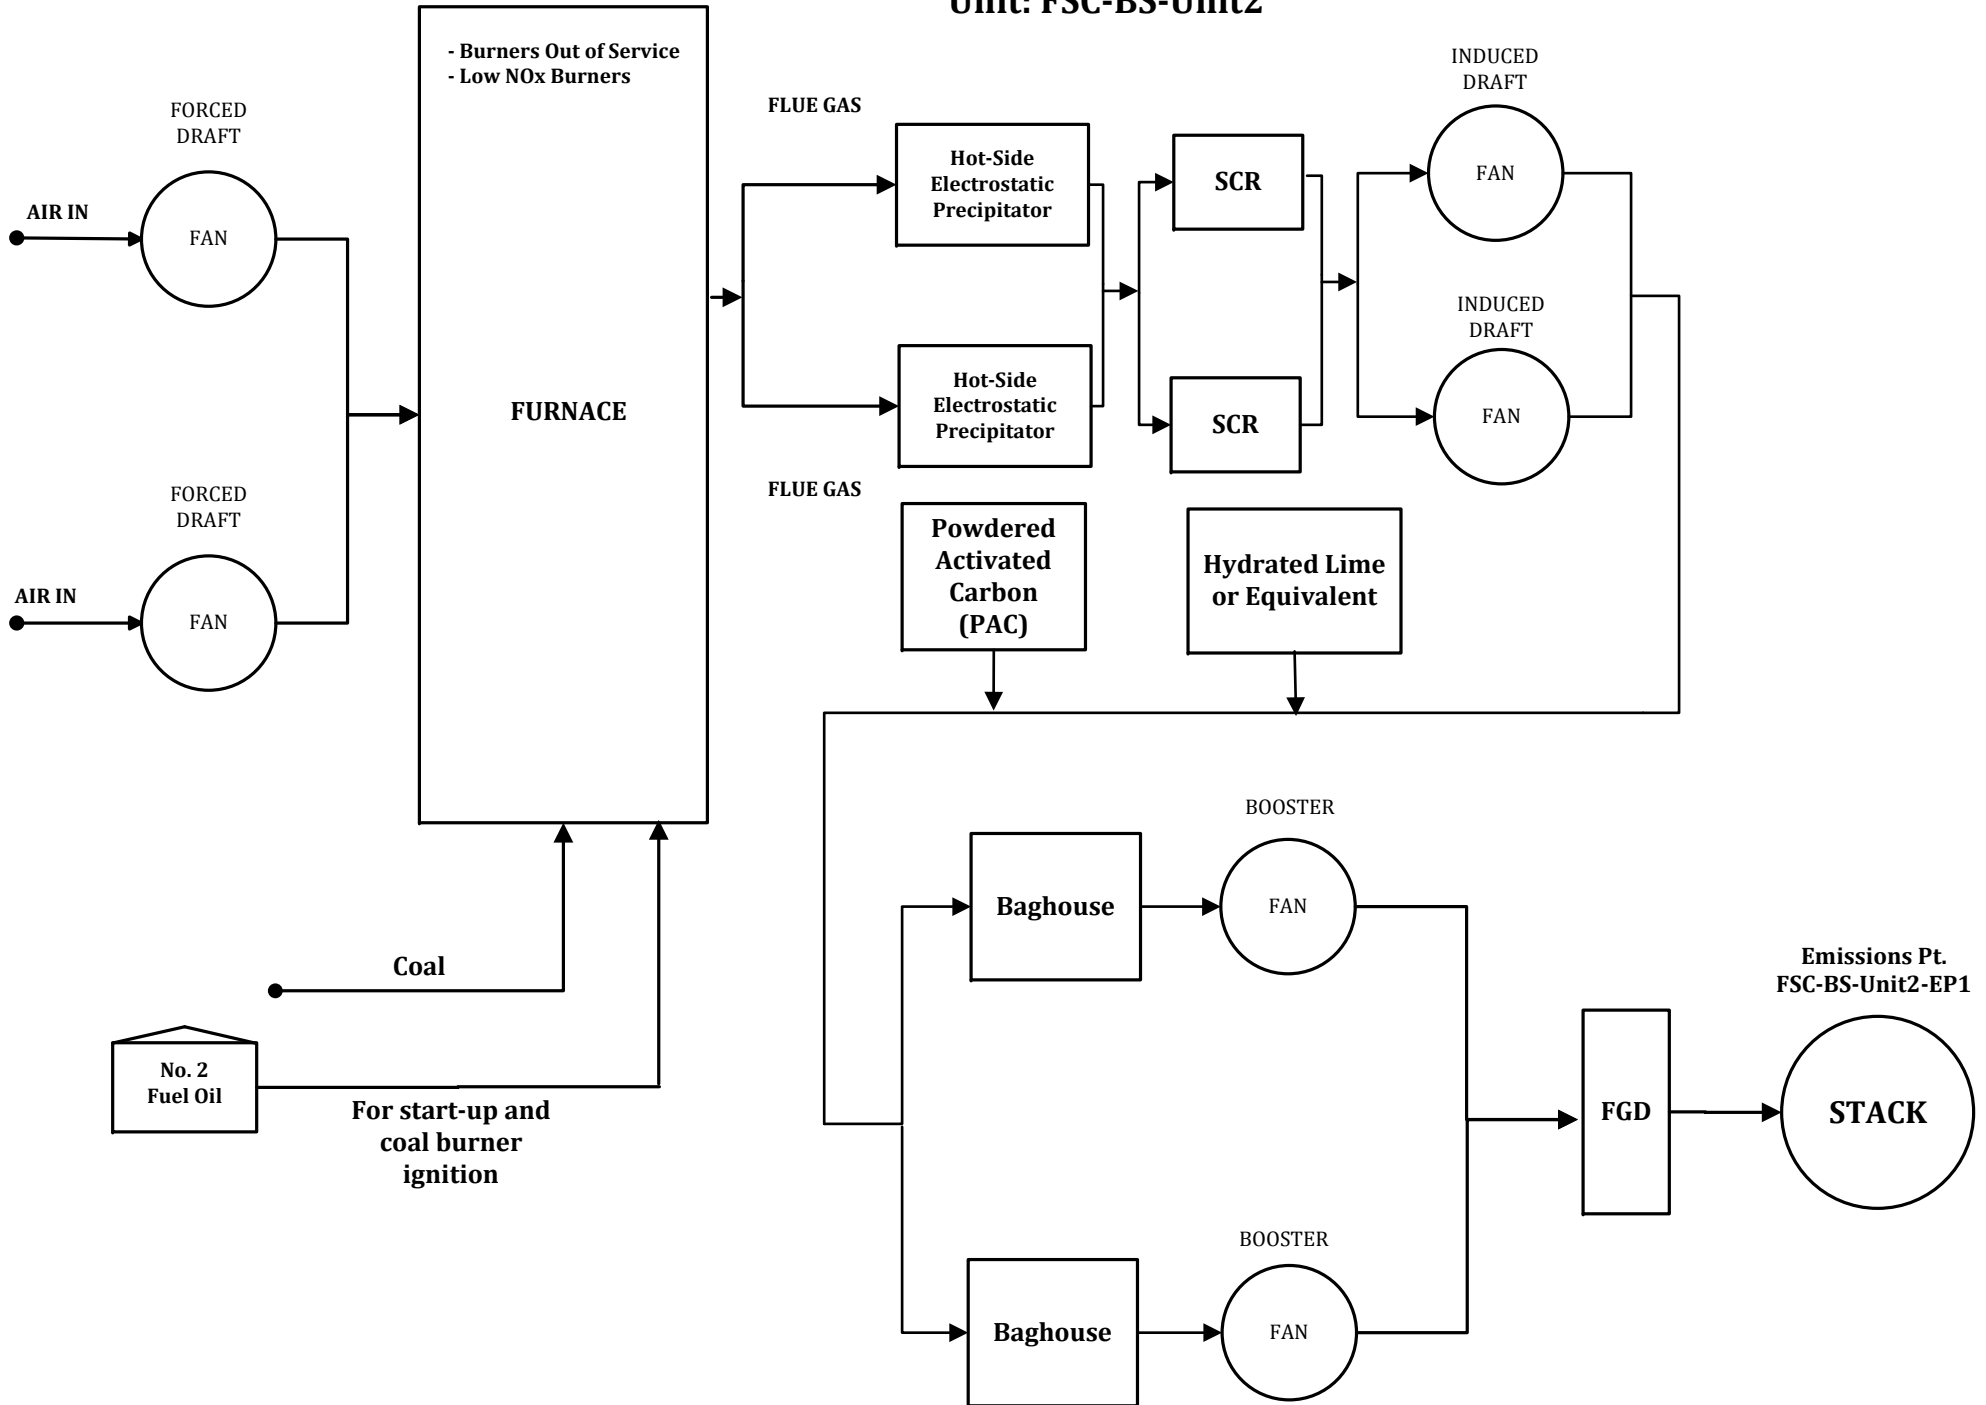 Unit: FSC-BS-Unit2
- Burners Out of Service
- Low NOx Burners
FORCED
DRAFT
AIR IN
FAN
FORCED
DRAFT
AIR IN
FAN
FURNACE
FLUE GAS
Hot-Side
Electrostatic
Precipitator
SCR
INDUCED
DRAFT
FAN
Hot-Side
Electrostatic
Precipitator
SCR
INDUCED
DRAFT
FAN
FLUE GAS
Powdered
Activated
Carbon
(PAC)
Hydrated Lime
or Equivalent
Coal
No. 2
Fuel Oil
For start-up and
coal burner
ignition
Baghouse
BOOSTER
FAN
Baghouse
BOOSTER
FAN
FGD
Emissions Pt.
FSC-BS-Unit2-EP1
STACK